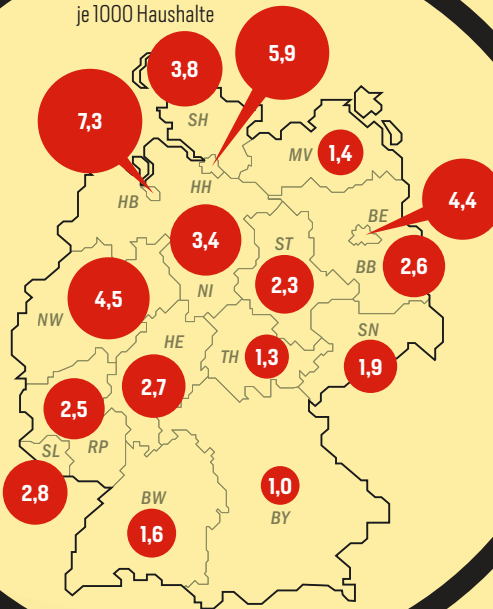 je 1000 Haushalte
5,9
3,8
7,3
SH
MV 1,4
HH
HB
4,4
BE
3,4
ST
BB 2,6
4,5
2,3
NI
NW
SN
HE
TH 1,3
1,9
2,7
2,5
RP
SL
2,8
1,0
BW
BY
1,6